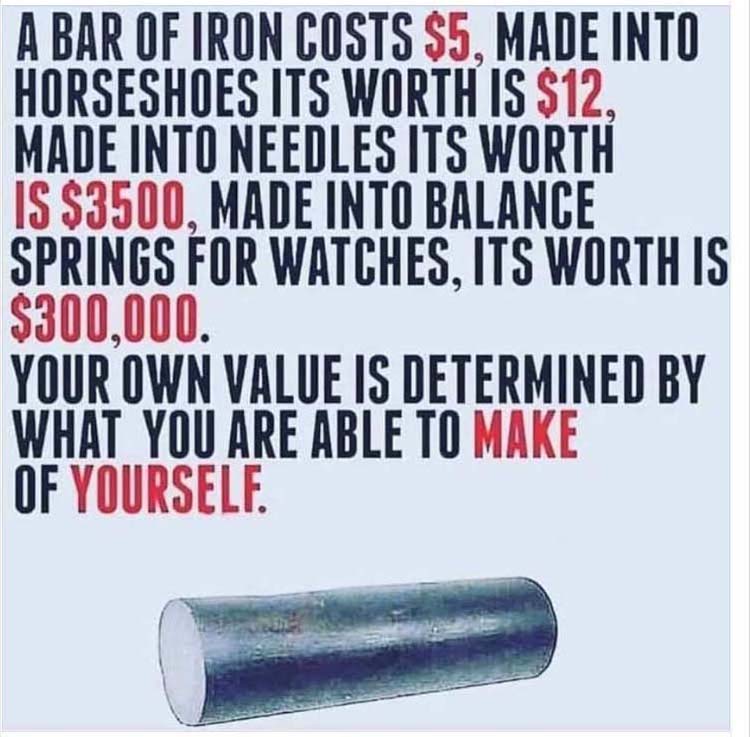 A BAR OF IRON COSTS $5, MADE INTO
HORSESHOES ITS WORTH IS $12,
MADE INTO NEEDLES ITS WORTH
IS $3500, MADE INTO BALANCE
SPRINGS FOR WATCHES, ITS WORTH IS
$300,000.
YOUR OWN VALUE IS DETERMINED BY
WHAT YOU ARE ABLE TO MAKE
OF YOURSELF.